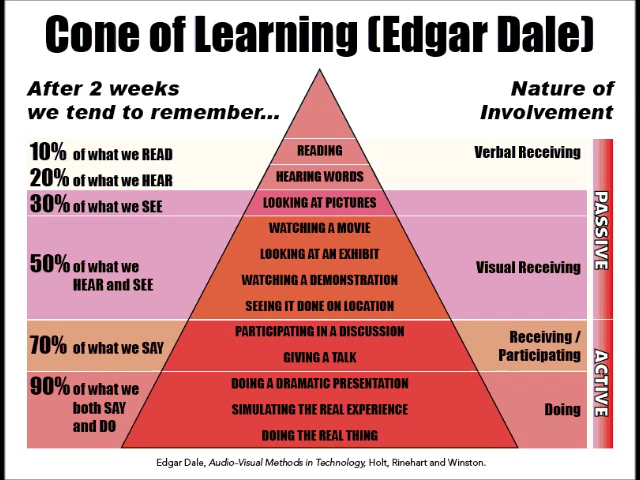 Cone of Learning (Edgar Dale)
After 2 weeks
we tend to remember...
Nature of
Involvement
10% of what we READ
READING
Verbal Receiving
20% of what we HEAR
HEARING WORDS
30% of what we SEE
LOOKING AT PICTURES
50% of what we
HEAR and SEE
WATCHING A MOVIE
LOOKING AT AN EXHIBIT
WATCHING A DEMONSTRATION
SEEING IT DONE ON LOCATION
Visual Receiving
PASSIVE
70% of what we SAY
PARTICIPATING IN A DISCUSSION
GIVING A TALK
Receiving /
Participating
90% of what we
both SAY
and DO
DOING A DRAMATIC PRESENTATION
SIMULATING THE REAL EXPERIENCE
DOING THE REAL THING
Doing
ACTIVE
Edgar Dale, Audio-Visual Methods in Technology, Holt, Rinehart and Winston.